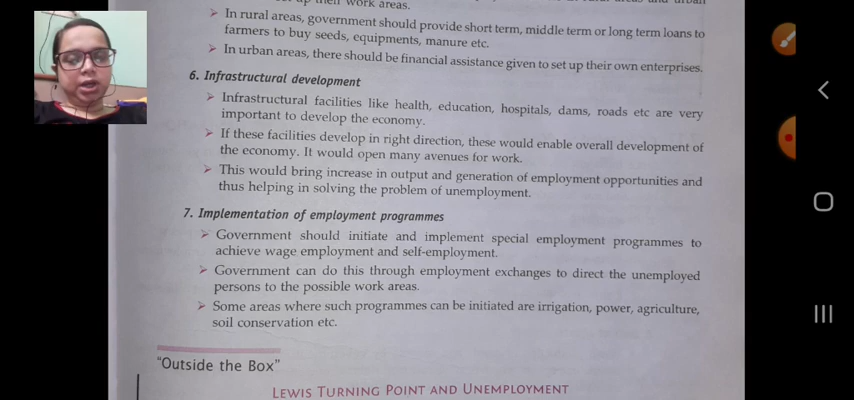 their work areas.
➢ In rural areas, government should provide short term, middle term or long term loans to
farmers to buy seeds, equipments, manure etc.
➢ In urban areas, there should be financial assistance given to set up their own enterprises.
6. Infrastructural development
➢ Infrastructural facilities like health, education, hospitals, dams, roads etc are very
important to develop the economy.
➢ If these facilities develop in right direction, these would enable overall development of
the economy. It would open many avenues for work.
➢ This would bring increase in output and generation of employment opportunities and
thus helping in solving the problem of unemployment.
7. Implementation of employment programmes
➢ Government should initiate and implement special employment programmes to
achieve wage employment and self-employment.
➢ Government can do this through employment exchanges to direct the unemployed
persons to the possible work areas.
➢ Some areas where such programmes can be initiated are irrigation, power, agriculture,
soil conservation etc.
"Outside the Box"
LEWIS TURNING POINT AND UNEMPLOYMENT